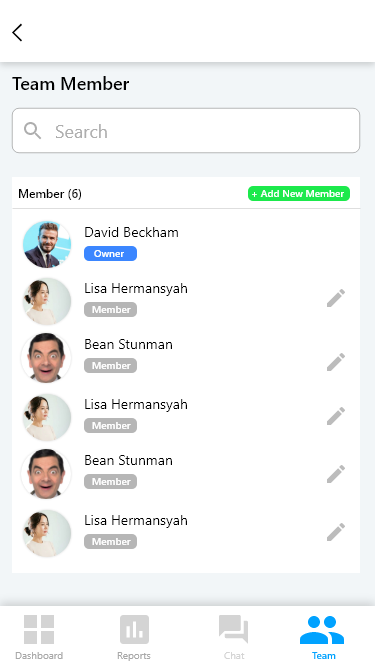 Team Member
Search
Member (6)
+ Add New Member
David Beckham
Owner
Lisa Hermansyah
Member
Bean Stunman
Member
Lisa Hermansyah
Member
Bean Stunman
Member
Lisa Hermansyah
Member
Dashboard
Reports
Chat
Team